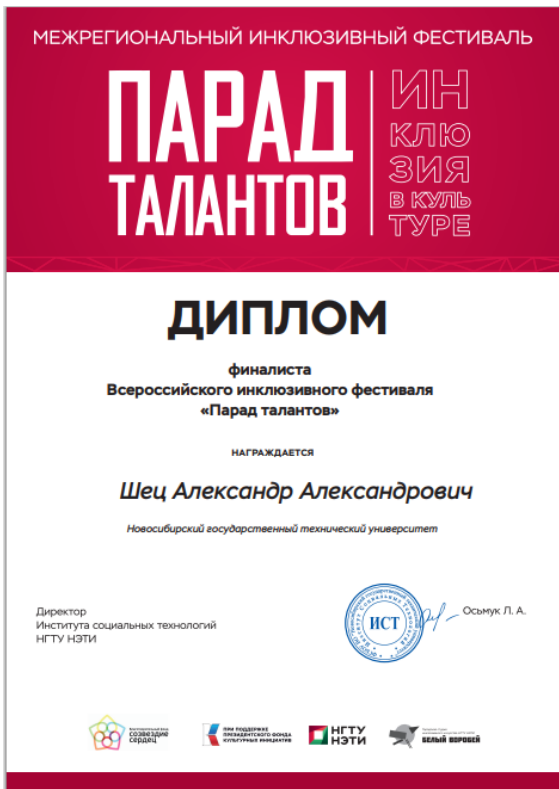 МЕЖРЕГИОНАЛЬНЫЙ ИНКЛЮЗИВНЫЙ ФЕСТИВАЛЬ
ПАРАД
ТАЛАНТОВ
ИН
КЛЮ
ЗИЯ
В КУЛЬ
ТУРЕ
ДИПЛОМ
финалиста
Всероссийского инклюзивного фестиваля
«Парад талантов»
НАГРАЖДАЕТСЯ
Шец Александр Александрович
Новосибирский государственный технический университет
Директор
Института социальных технологий
НГТУ НЭТИ
ИСТ
Осьмук Л. А.
созвездие
сердец
ПРИ ПОДДЕРЖКЕ
ПРЕЗИДЕНТСКОГО ФОНДА
КУЛЬТУРНЫХ ИНИЦИАТИВ
НГТУ
НЭТИ
БЕЛЫЙ ВОРОБЕЙ